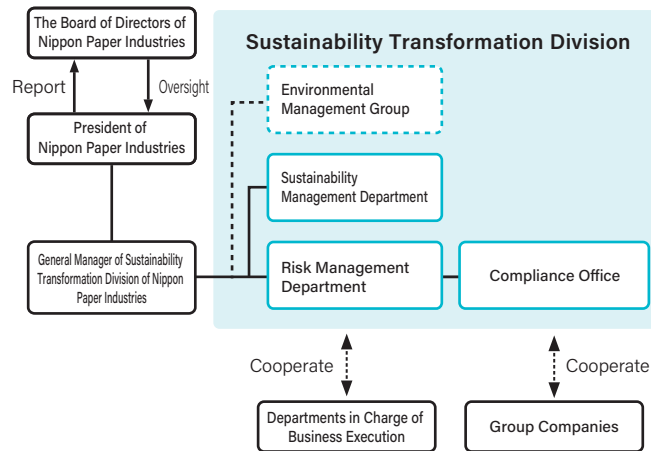 The Board of Directors of
Nippon Paper Industries
Report
Oversight
President of
Nippon Paper Industries
General Manager of Sustainability
Transformation Division of Nippon
Paper Industries
Sustainability Transformation Division
Environmental
Management Group
Sustainability
Management Department
Risk Management
Department
Compliance Office
Cooperate
Cooperate
Departments in Charge of
Business Execution
Group Companies